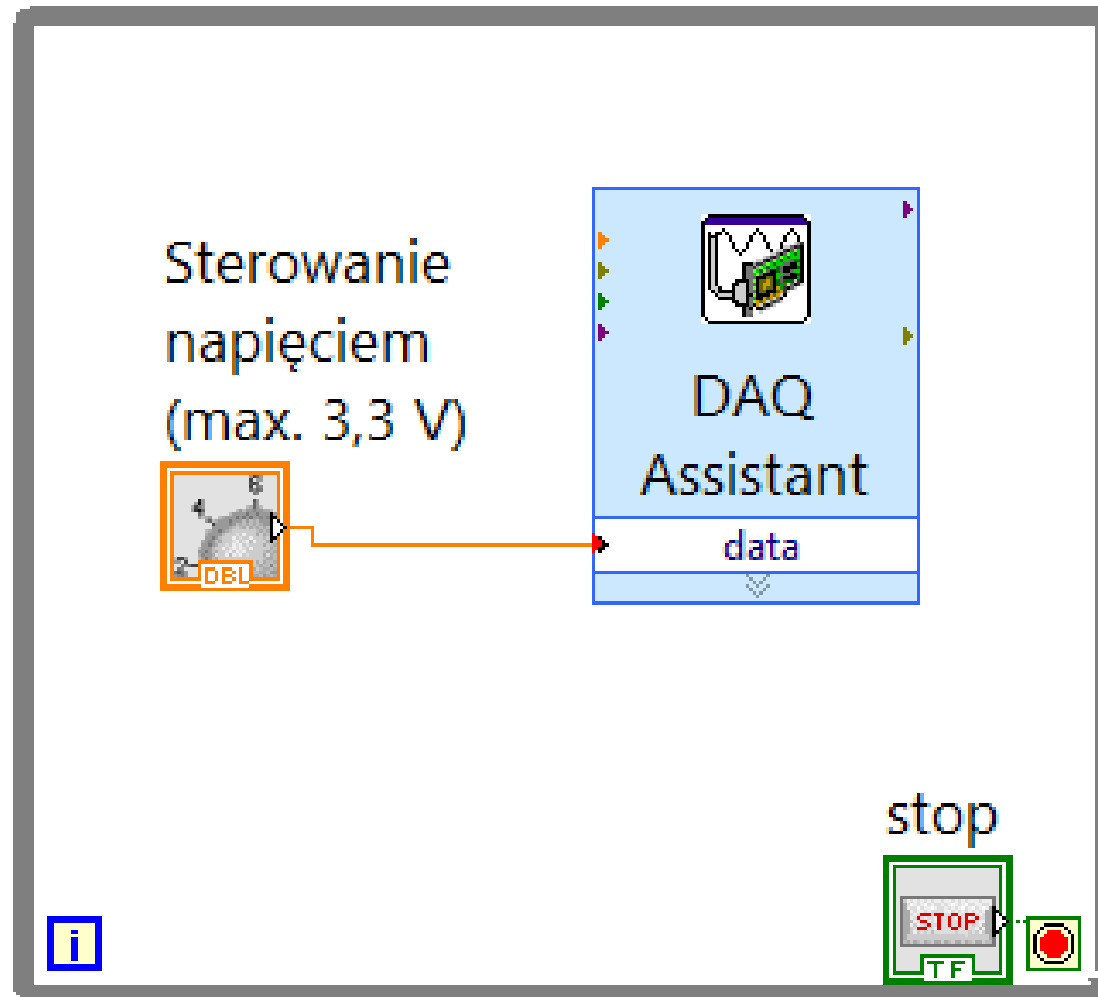 Sterowanie
napięciem
(max. 3,3 V)
6
4
2
DBL
DAQ
Assistant
data
stop
STOP
TF
i